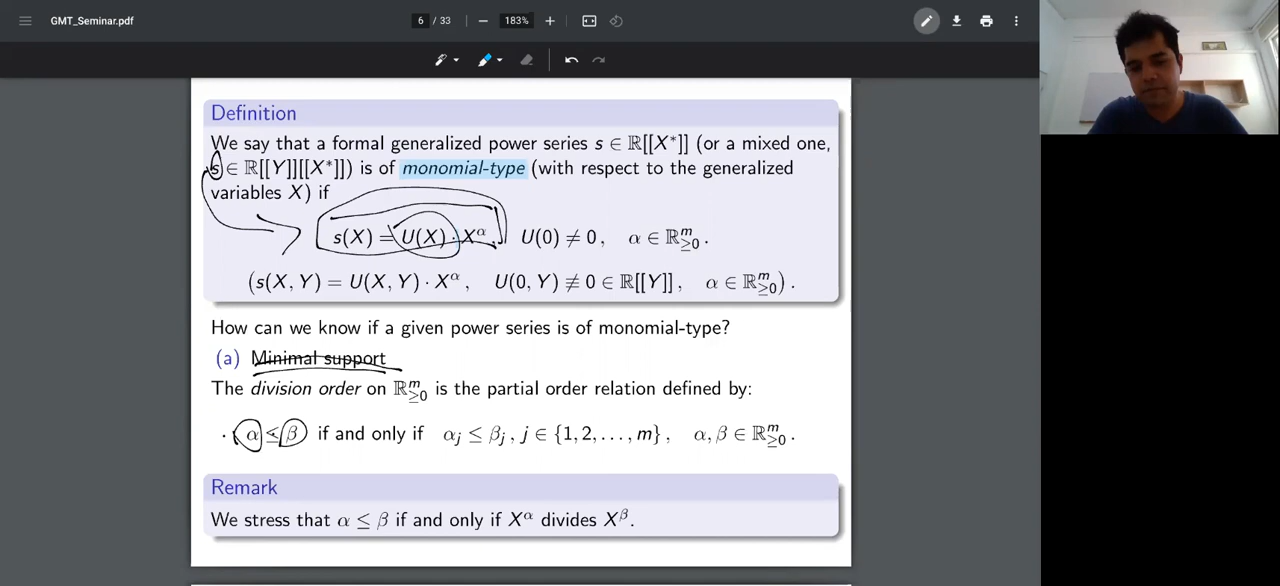 GMT_Seminar.pdf 6 / 33 183%
Definition
We say that a formal generalized power series s ∈ ℝ[[X*]] (or a mixed one,
s ∈ ℝ[[Y]][[X*]]) is of monomial-type (with respect to the generalized
variables X) if
s(X) = U(X) · X^α , U(0) ≠ 0 , α ∈ ℝ^m_≥0 .
(s(X, Y) = U(X, Y) · X^α , U(0, Y) ≢ 0 ∈ ℝ[[Y]] , α ∈ ℝ^m_≥0) .
How can we know if a given power series is of monomial-type?
(a) Minimal support
The division order on ℝ^m_≥0 is the partial order relation defined by:
α ≤ β if and only if α_j ≤ β_j , j ∈ {1, 2, . . . , m} , α, β ∈ ℝ^m_≥0 .
Remark
We stress that α ≤ β if and only if X^α divides X^β.